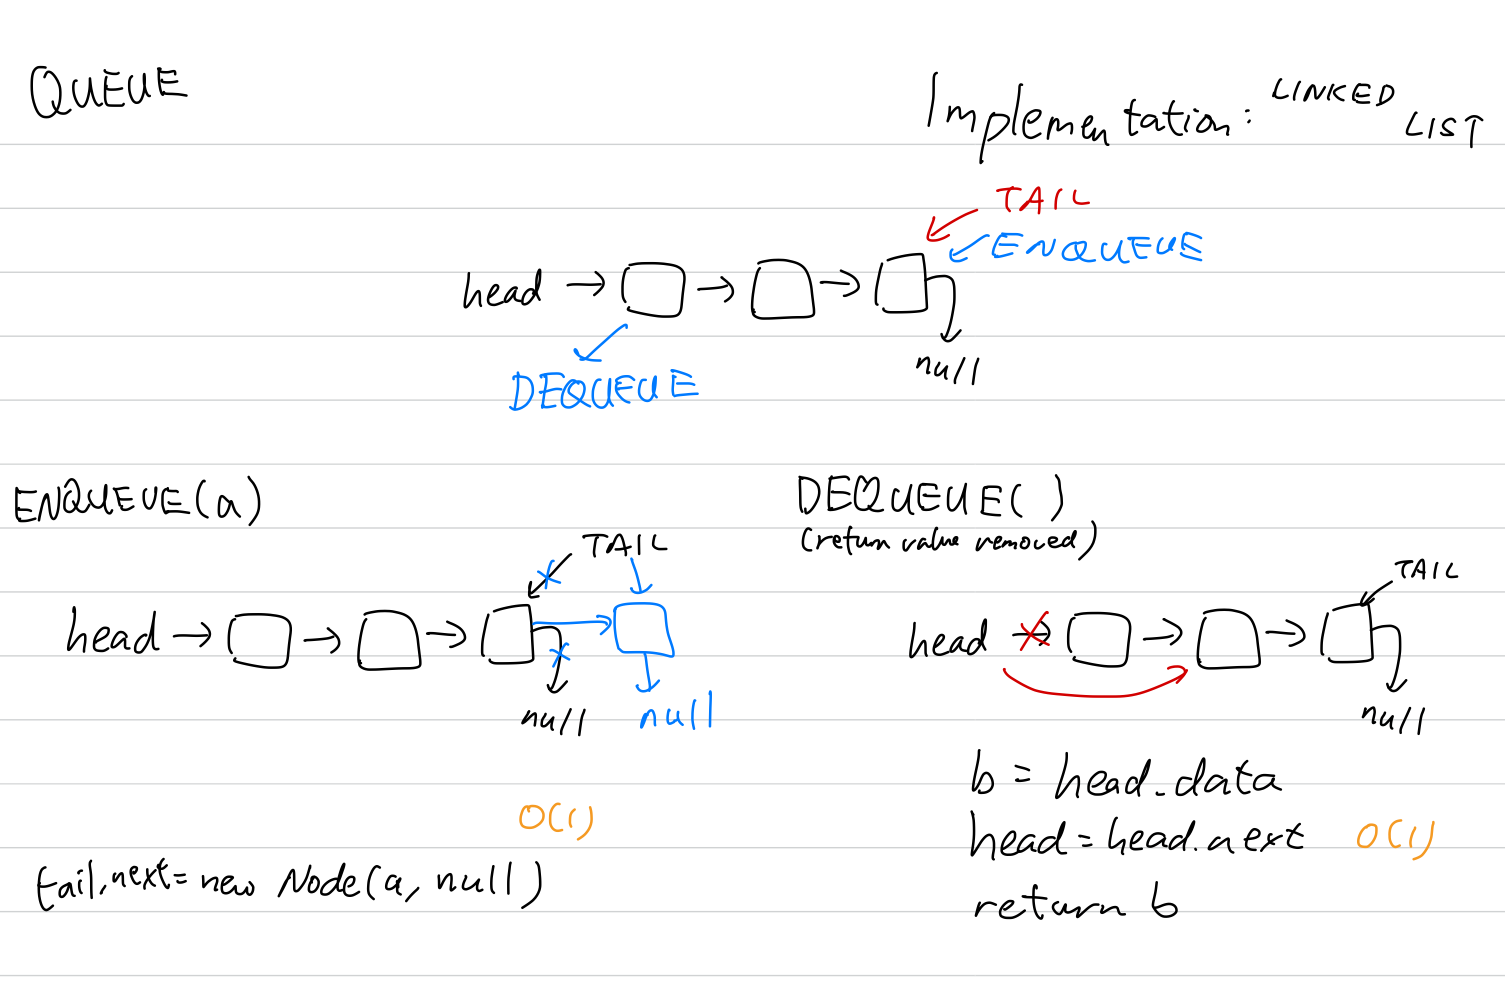 QUEUE
Implementation: LINKED LIST
TAIL
ENQUEUE
head
null
DEQUEUE
ENQUEUE(a)
TAIL
head
null
null
O(1)
tail.next = new Node(a, null)
DEQUEUE( )
(return value removed)
TAIL
head
null
b = head.data
head = head.next O(1)
return b